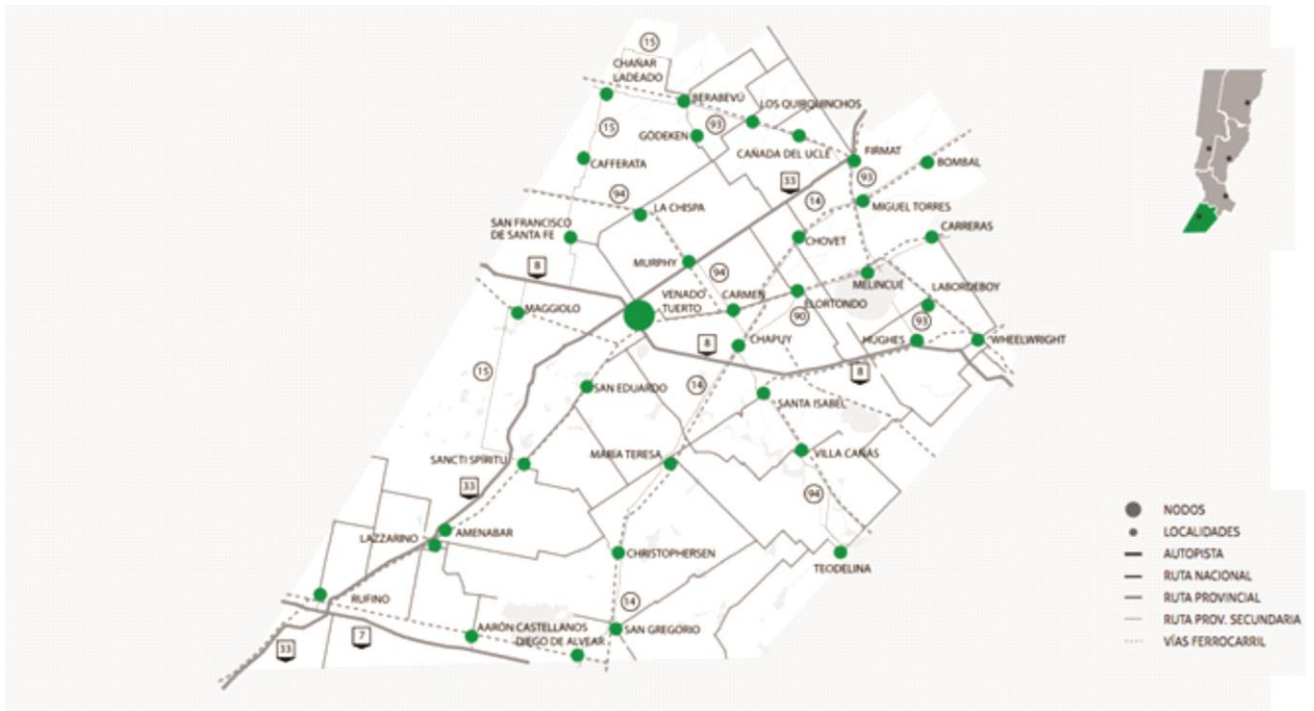 15
CHAÑAR
LADEADO
BERABEVÚ
LOS QUIRQUINCHOS
15
93
GÖDEKEN
CAÑADA DEL UCLE
FIRMAT
CAFFERATA
BOMBAL
33
93
94
14
LA CHISPA
MIGUEL TORRES
SAN FRANCISCO
DE SANTA FE
CARRERAS
CHOVET
8
MURPHY
94
MELINCUÉ
LABORDEBOY
VENADO
TUERTO
CARMEN
ELORTONDO
MAGGIOLO
90
93
CHAPUY
HUGHES
WHEELWRIGHT
8
15
8
14
SAN EDUARDO
SANTA ISABEL
SANCTI SPÍRITU
MARÍA TERESA
VILLA CAÑAS
33
94
AMENABAR
LAZZARINO
CHRISTOPHERSEN
TEODELINA
RUFINO
14
AARÓN CASTELLANOS
SAN GREGORIO
DIEGO DE ALVEAR
7
33
NODOS
LOCALIDADES
AUTOPISTA
RUTA NACIONAL
RUTA PROVINCIAL
RUTA PROV. SECUNDARIA
VÍAS FERROCARRIL